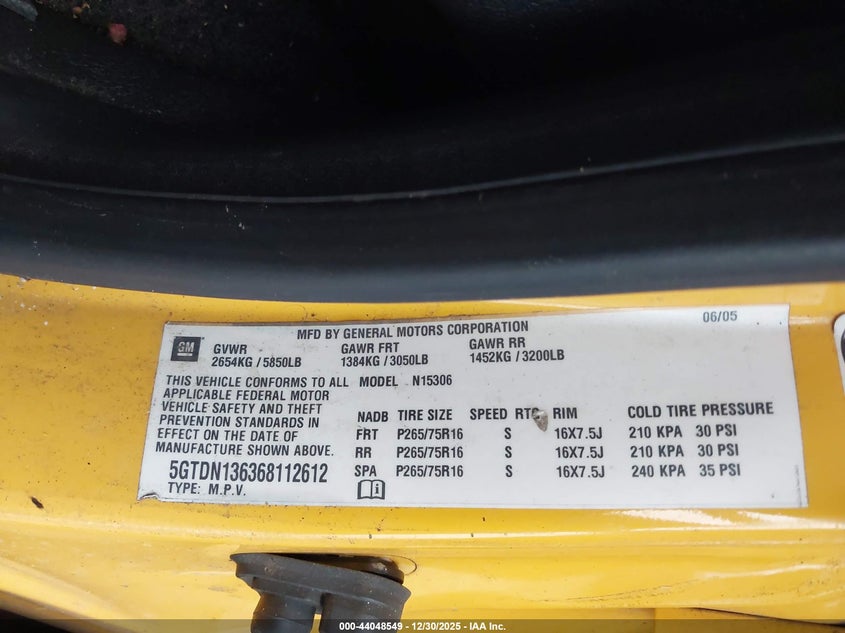 MFD BY GENERAL MOTORS CORPORATION 06/05
GM
GVWR GAWR FRT GAWR RR
2654KG / 5850LB 1384KG / 3050LB 1452KG / 3200LB
THIS VEHICLE CONFORMS TO ALL
APPLICABLE FEDERAL MOTOR
VEHICLE SAFETY AND THEFT
PREVENTION STANDARDS IN
EFFECT ON THE DATE OF
MANUFACTURE SHOWN ABOVE.
5GTDN136368112612
TYPE: M.P.V.
MODEL N15306
NADB TIRE SIZE SPEED RTG RIM COLD TIRE PRESSURE
FRT P265/75R16 S 16X7.5J 210 KPA 30 PSI
RR P265/75R16 S 16X7.5J 210 KPA 30 PSI
SPA P265/75R16 S 16X7.5J 240 KPA 35 PSI
000-44048549 - 12/30/2025 - © IAA Inc.